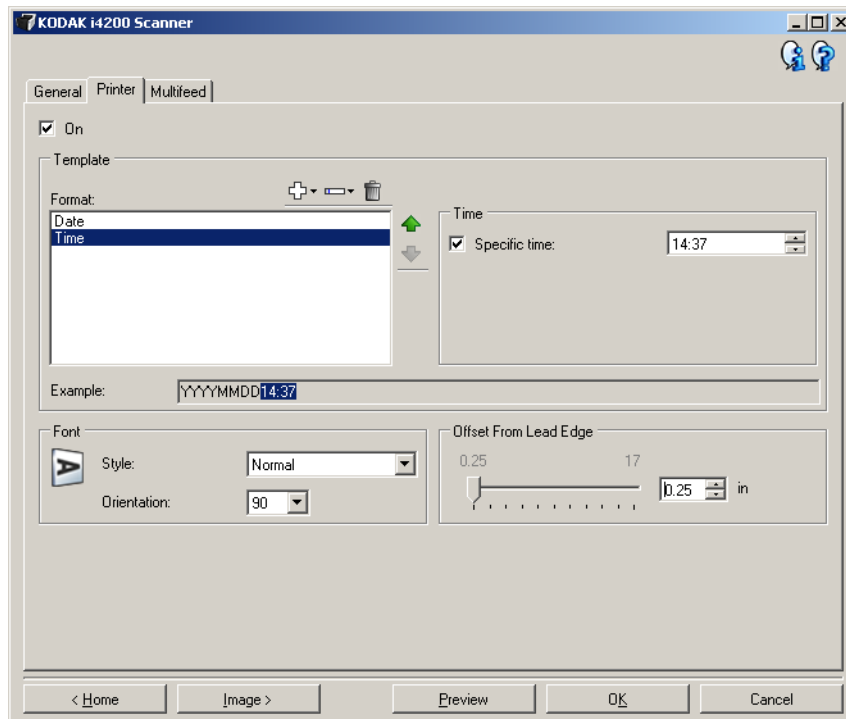 KODAK i4200 Scanner
General Printer Multifeed
On
Template
Format:
Date
Time
Time
Specific time: 14:37
Example: YYYYMMDD14:37
Font
A Style: Normal
Orientation: 90
Offset From Lead Edge
0.25 17
0.25 in
< Home Image > Preview OK Cancel